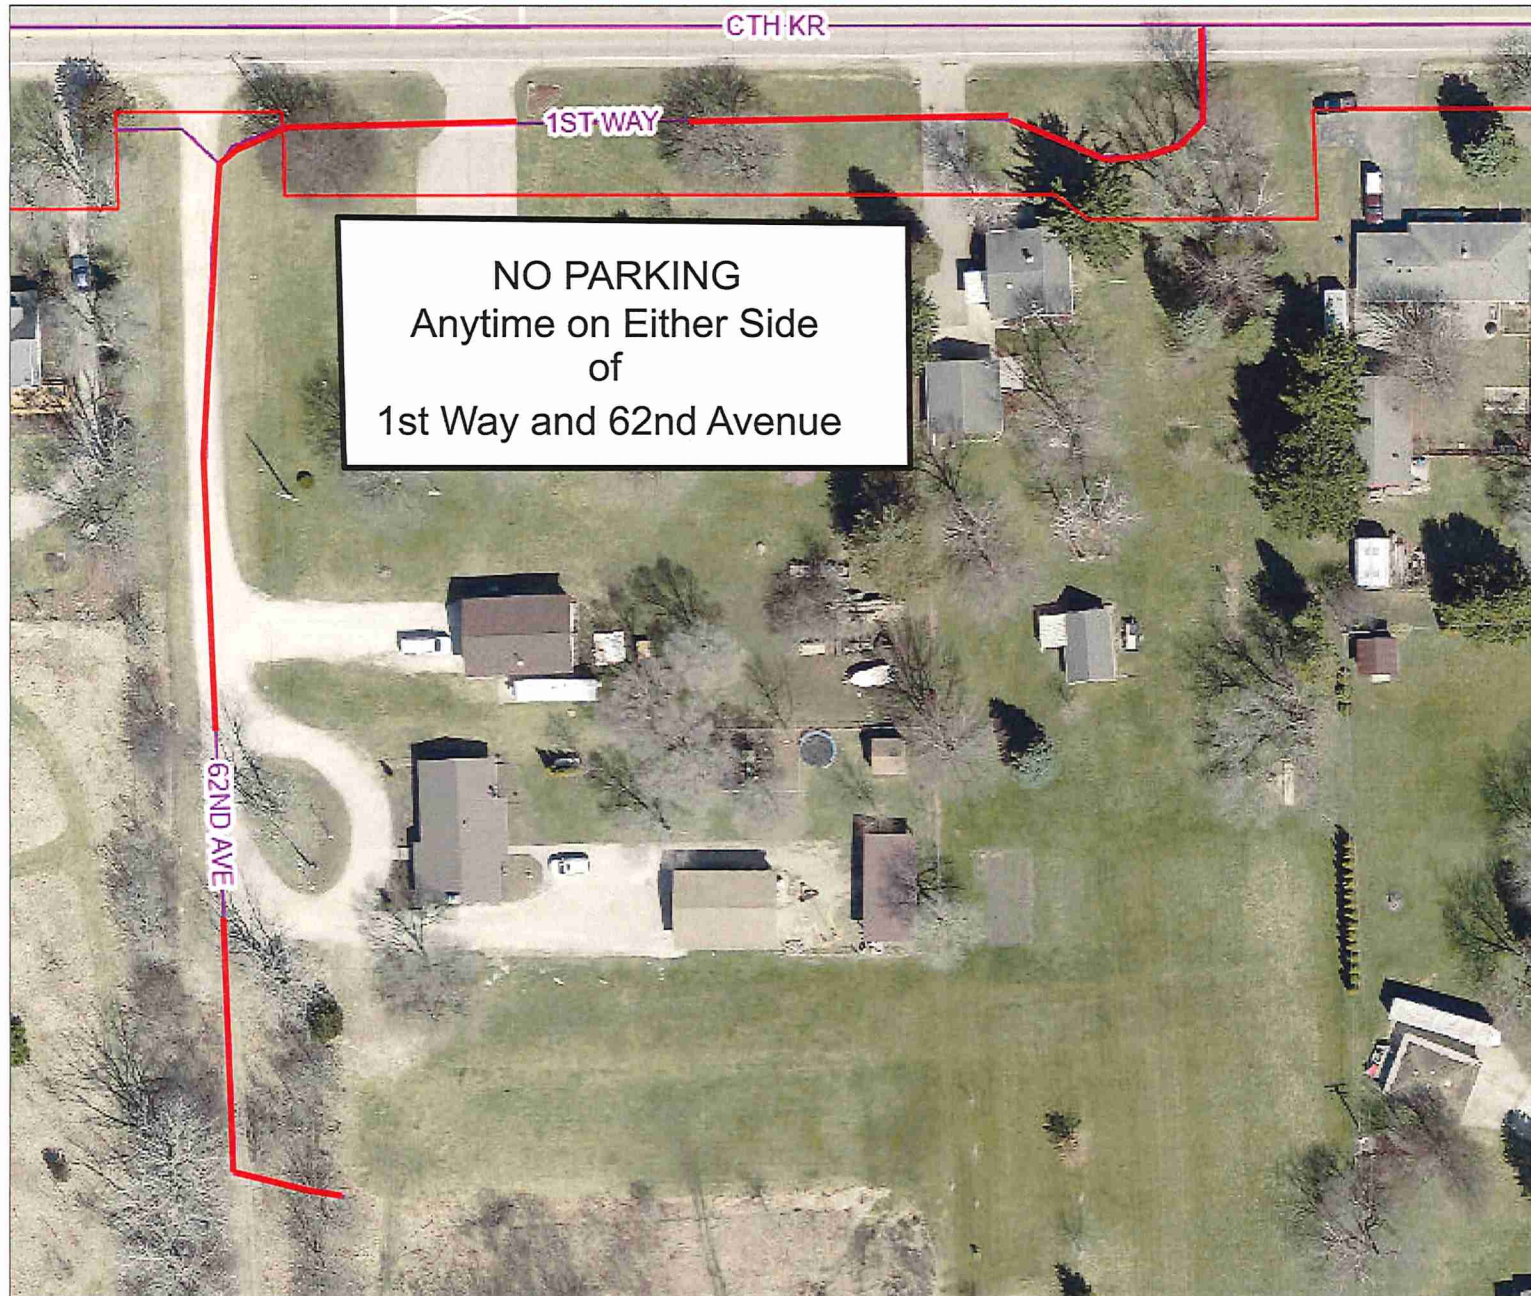 CTH KR
1ST WAY
NO PARKING
Anytime on Either Side
of
1st Way and 62nd Avenue
62ND AVE